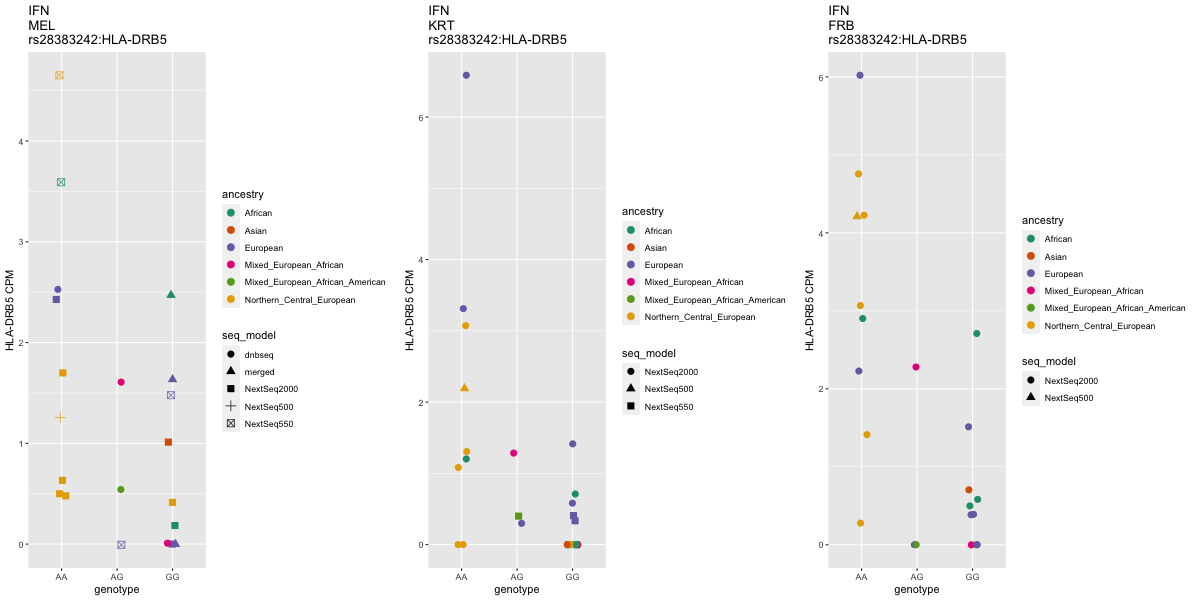 IFN
MEL
rs28383242:HLA-DRB5
HLA-DRB5 CPM
4
3
2
1
0
AA
AG
GG
genotype
ancestry
African
Asian
European
Mixed_European_African
Mixed_European_African_American
Northern_Central_European
seq_model
dnbseq
merged
NextSeq2000
NextSeq500
NextSeq550
IFN
KRT
rs28383242:HLA-DRB5
HLA-DRB5 CPM
6
4
2
0
AA
AG
GG
genotype
ancestry
African
Asian
European
Mixed_European_African
Mixed_European_African_American
Northern_Central_European
seq_model
NextSeq2000
NextSeq500
NextSeq550
IFN
FRB
rs28383242:HLA-DRB5
HLA-DRB5 CPM
6
4
2
0
AA
AG
GG
genotype
ancestry
African
Asian
European
Mixed_European_African
Mixed_European_African_American
Northern_Central_European
seq_model
NextSeq2000
NextSeq500